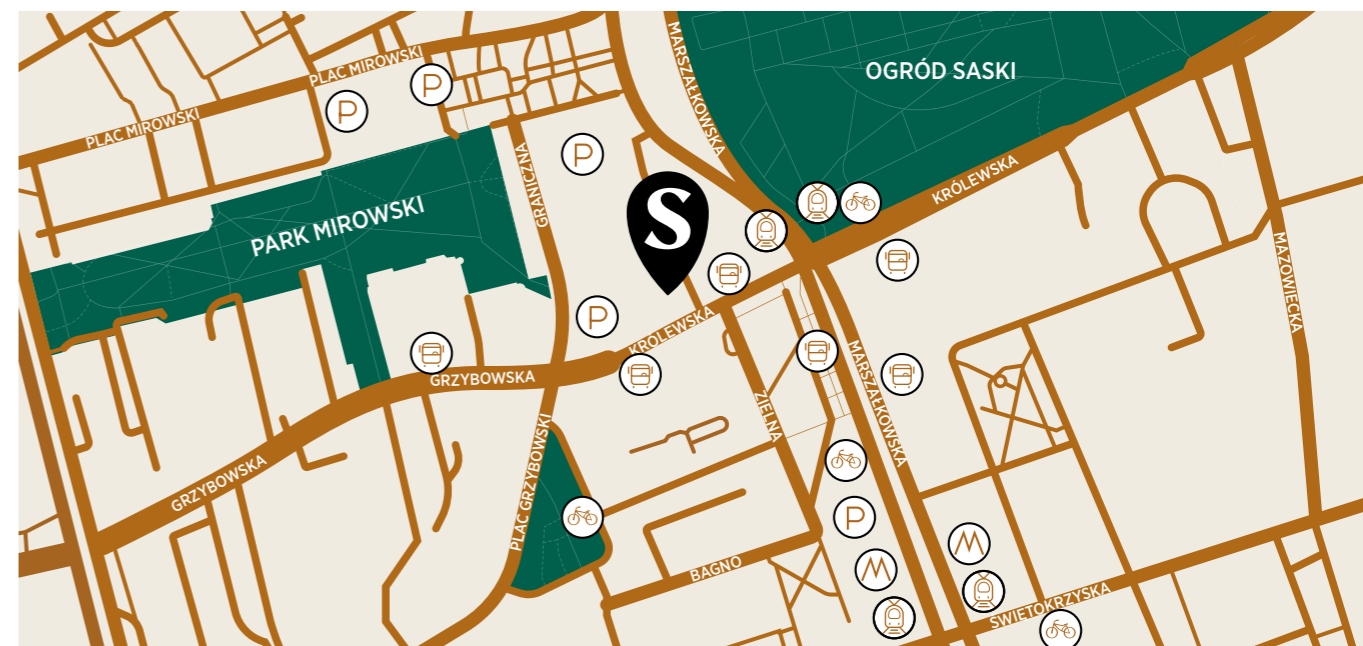 PLAC MIROWSKI
PLAC MIROWSKI
P
P
P
MARSZAŁKOWSKA
OGRÓD SASKI
KRÓLEWSKA
GRANICZNA
PARK MIROWSKI
S
P
KRÓLEWSKA
MAZOWIECKA
GRZYBOWSKA
MARSZAŁKOWSKA
ZIELNA
GRZYBOWSKA
PLAC GRZYBOWSKI
P
M
M
BAGNO
SWIĘTOKRZYSKA